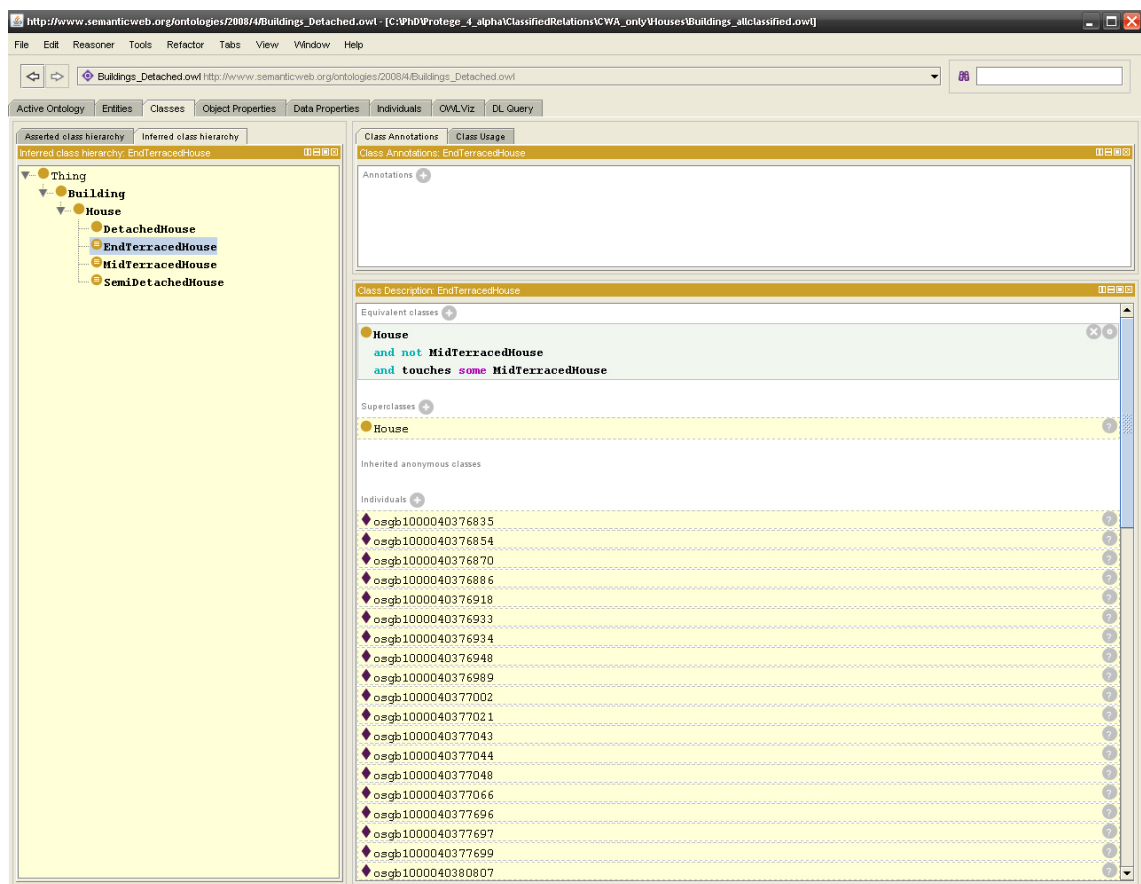 http://www.semanticweb.org/ontologies/2008/4/Buildings_Detached.owl - [C:\PhD\Protege_4_alpha\ClassifiedRelations\CWA_only\Houses\Buildings_allclassified.owl]
File Edit Reasoner Tools Refactor Tabs View Window Help
Buildings_Detached.owl http://www.semanticweb.org/ontologies/2008/4/Buildings_Detached.owl
Active Ontology Entities Classes Object Properties Data Properties Individuals OWLViz DL Query
Asserted class hierarchy Inferred class hierarchy
Inferred class hierarchy: EndTerracedHouse
Thing
Building
House
DetachedHouse
EndTerracedHouse
MidTerracedHouse
SemiDetachedHouse
Class Annotations Class Usage
Class Annotations: EndTerracedHouse
Annotations
Class Description: EndTerracedHouse
Equivalent classes
House
and not MidTerracedHouse
and touches some MidTerracedHouse
Superclasses
House
Inherited anonymous classes
Individuals
osgb1000040376835
osgb1000040376854
osgb1000040376870
osgb1000040376886
osgb1000040376918
osgb1000040376933
osgb1000040376934
osgb1000040376948
osgb1000040376989
osgb1000040377002
osgb1000040377021
osgb1000040377043
osgb1000040377044
osgb1000040377048
osgb1000040377066
osgb1000040377696
osgb1000040377697
osgb1000040377699
osgb1000040380807